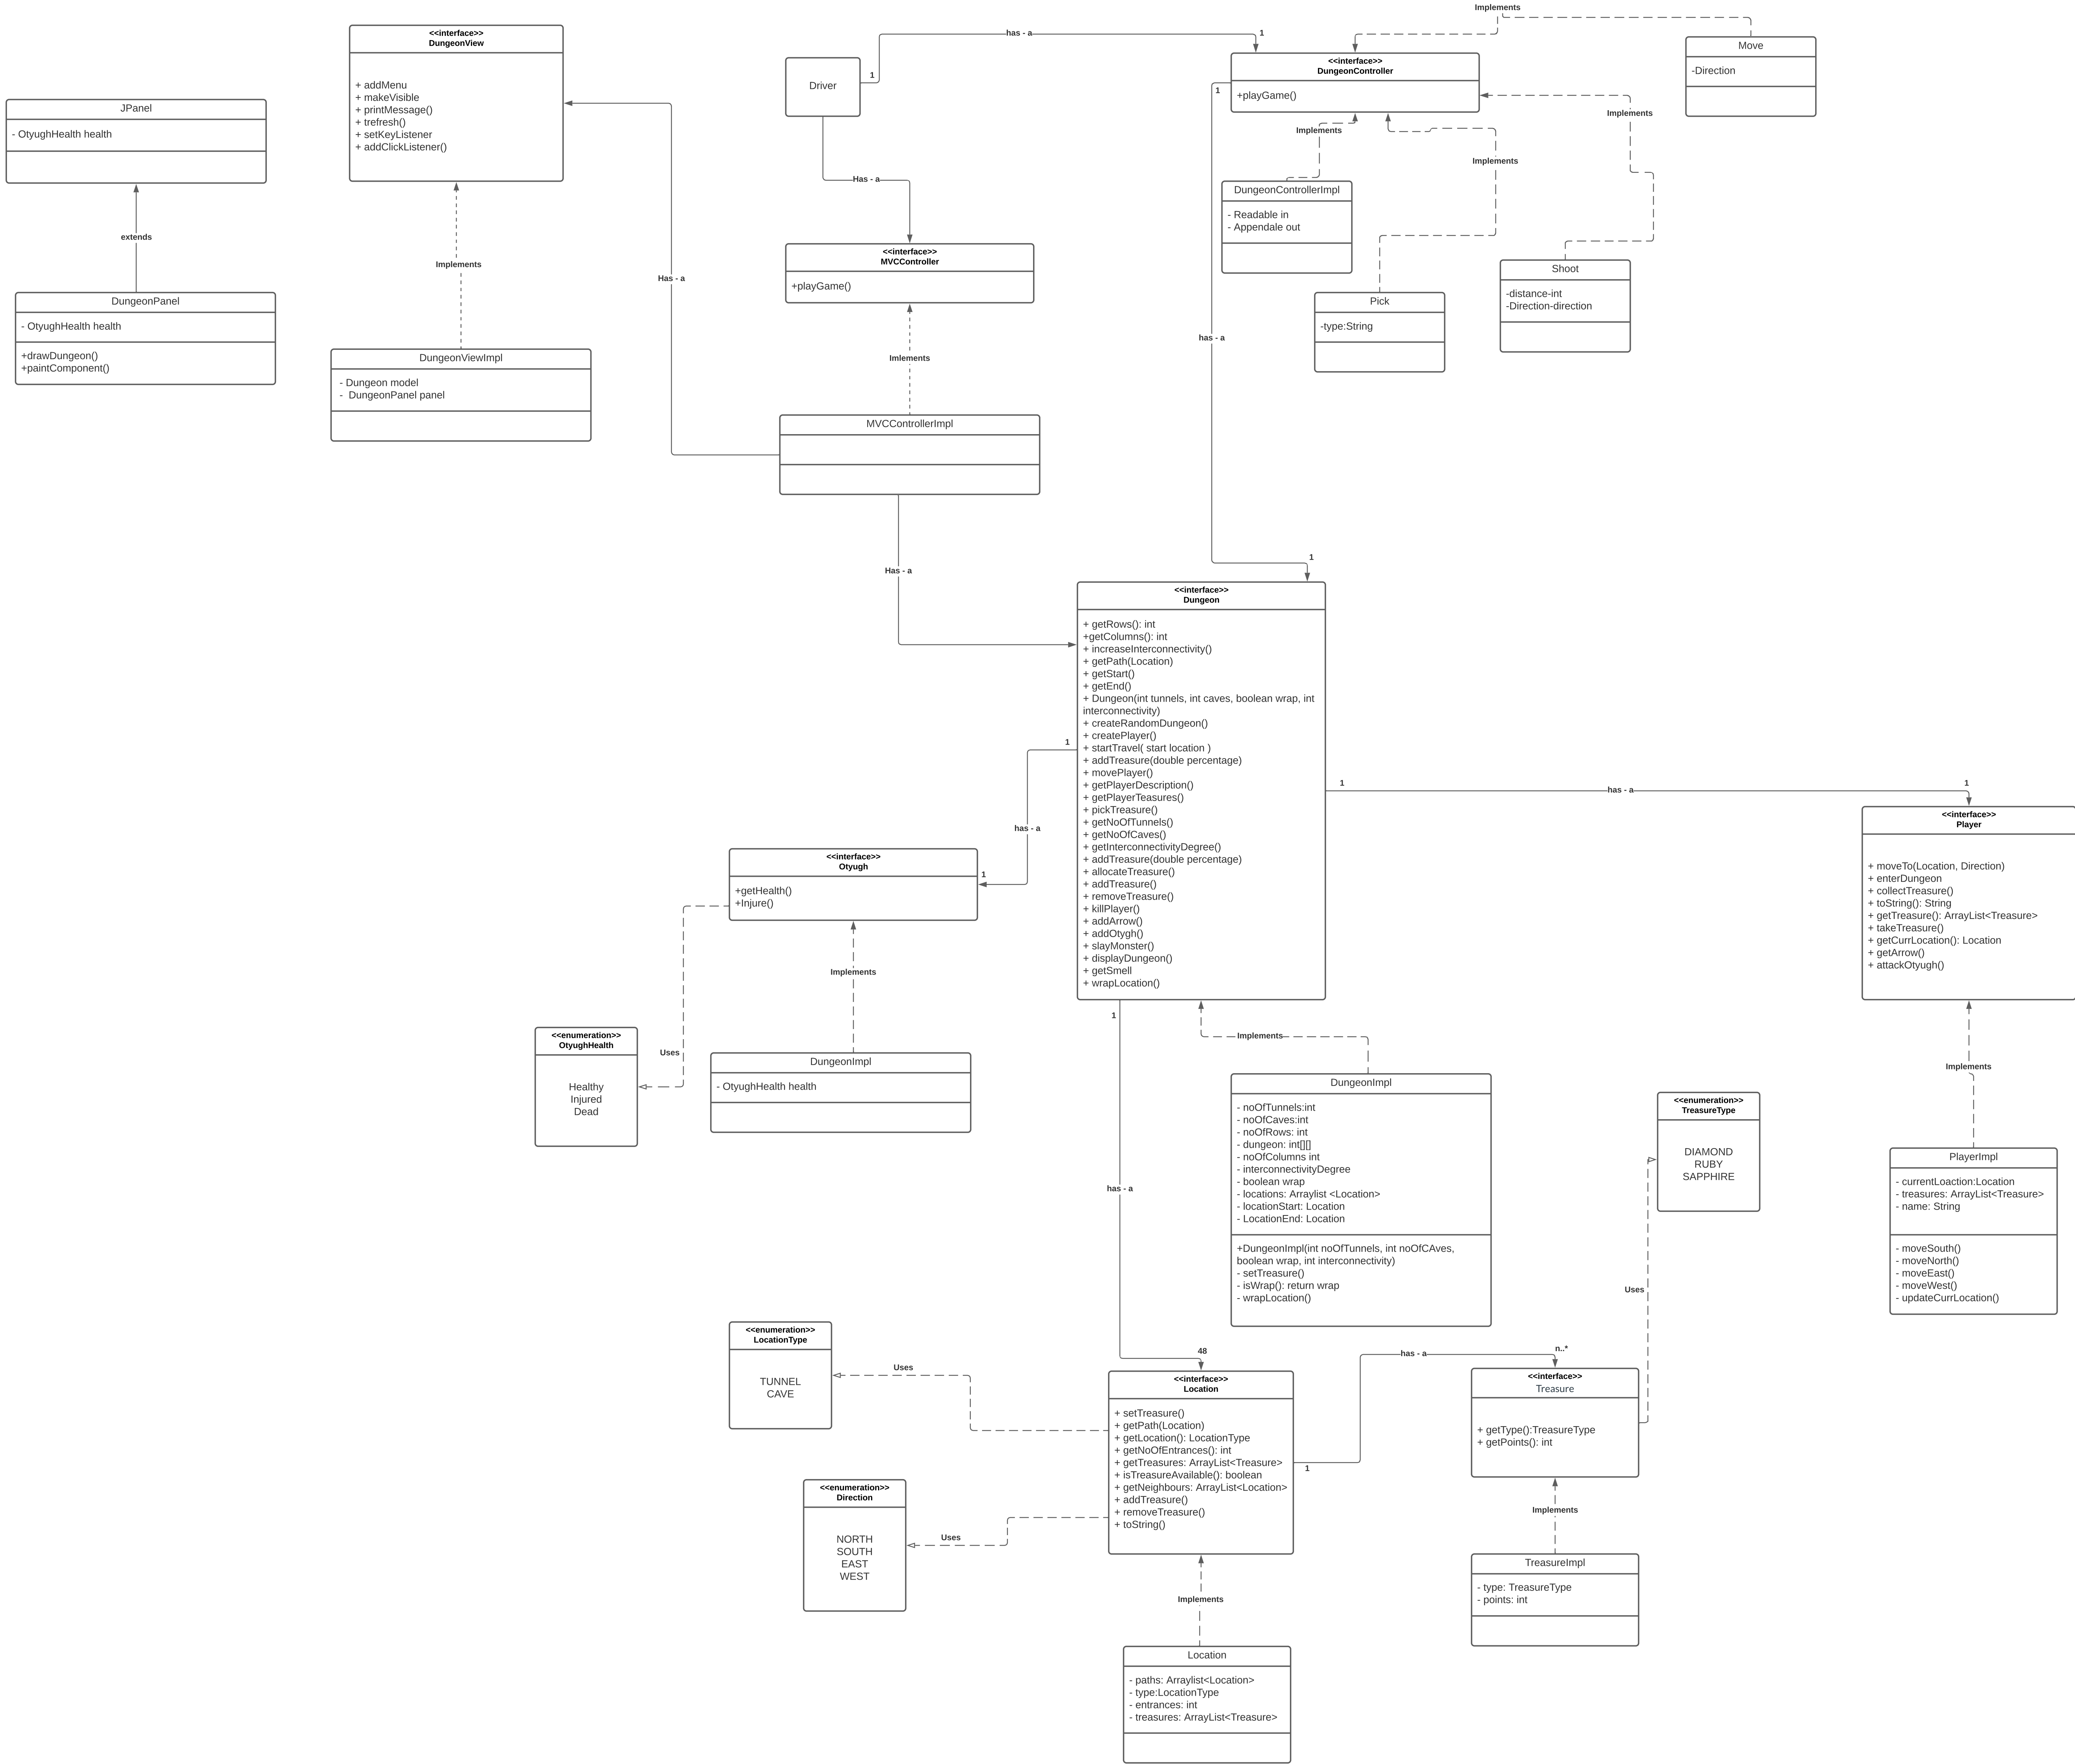 Implements
<<interface>>
DungeonView
+ addMenu
+ makeVisible
+ printMessage()
+ trefresh()
+ setKeyListener
+ addClickListener()
has - a
1
1
Driver
<<interface>>
DungeonController
+playGame()
1
Move
-Direction
JPanel
- OtyughHealth health
extends
DungeonPanel
- OtyughHealth health
+drawDungeon()
+paintComponent()
Implements
DungeonViewImpl
- Dungeon model
-  DungeonPanel panel
Has - a
Has - a
<<interface>>
MVCController
+playGame()
Imlements
MVCControllerImpl
Has - a
Implements
DungeonControllerImpl
- Readable in
- Appendale out
Implements
Pick
-type:String
Implements
Shoot
-distance-int
-Direction-direction
has - a
1
<<interface>>
Dungeon
+ getRows(): int
+getColumns(): int
+ increaseInterconnectivity()
+ getPath(Location)
+ getStart()
+ getEnd()
+ Dungeon(int tunnels, int caves, boolean wrap, int
interconnectivity)
+ createRandomDungeon()
+ createPlayer()
+ startTravel( start location )
+ addTreasure(double percentage)
+ movePlayer()
+ getPlayerDescription()
+ getPlayerTeasures()
+ pickTreasure()
+ getNoOfTunnels()
+ getNoOfCaves()
+ getInterconnectivityDegree()
+ addTreasure(double percentage)
+ allocateTreasure()
+ addTreasure()
+ removeTreasure()
+ killPlayer()
+ addArrow()
+ addOtygh()
+ slayMonster()
+ displayDungeon()
+ getSmell
+ wrapLocation()
1
has - a
1
<<interface>>
Otyugh
+getHealth()
+Injure()
1
has - a
1
<<interface>>
Player
+ moveTo(Location, Direction)
+ enterDungeon
+ collectTreasure()
+ toString(): String
+ getTreasure(): ArrayList<Treasure>
+ takeTreasure()
+ getCurrLocation(): Location
+ getArrow()
+ attackOtyugh()
Implements
Uses
<<enumeration>>
OtyughHealth
Healthy
Injured
Dead
DungeonImpl
- OtyughHealth health
1
Implements
DungeonImpl
- noOfTunnels:int
- noOfCaves:int
- noOfRows: int
- dungeon: int[][]
- noOfColumns int
- interconnectivityDegree
- boolean wrap
- locations: Arraylist <Location>
- locationStart: Location
- LocationEnd: Location
+DungeonImpl(int noOfTunnels, int noOfCAves,
boolean wrap, int interconnectivity)
- setTreasure()
- isWrap(): return wrap
- wrapLocation()
Implements
<<enumeration>>
TreasureType
DIAMOND
RUBY
SAPPHIRE
PlayerImpl
- currentLoaction:Location
- treasures: ArrayList<Treasure>
- name: String
- moveSouth()
- moveNorth()
- moveEast()
- moveWest()
- updateCurrLocation()
has - a
Uses
<<enumeration>>
LocationType
TUNNEL
CAVE
Uses
48
<<interface>>
Location
+ setTreasure()
+ getPath(Location)
+ getLocation(): LocationType
+ getNoOfEntrances(): int
+ getTreasures: ArrayList<Treasure>
+ isTreasureAvailable(): boolean
+ getNeighbours: ArrayList<Location>
+ addTreasure()
+ removeTreasure()
+ toString()
has - a
n..*
1
<<interface>>
Treasure
+ getType():TreasureType
+ getPoints(): int
<<enumeration>>
Direction
NORTH
SOUTH
EAST
WEST
Uses
Implements
TreasureImpl
- type: TreasureType
- points: int
Implements
Location
- paths: Arraylist<Location>
- type:LocationType
- entrances: int
- treasures: ArrayList<Treasure>